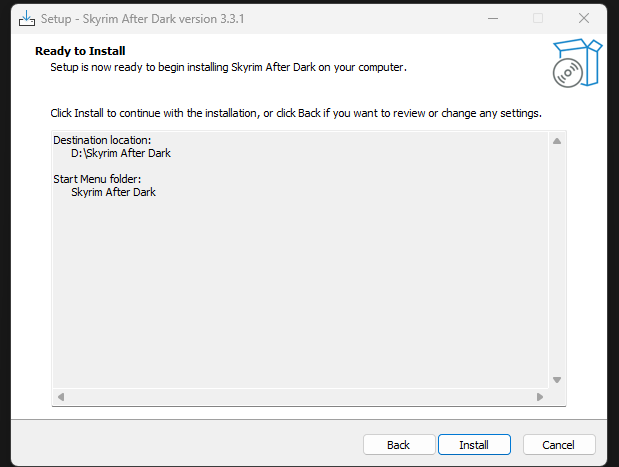 Setup - Skyrim After Dark version 3.3.1
Ready to Install
Setup is now ready to begin installing Skyrim After Dark on your computer.
Click Install to continue with the installation, or click Back if you want to review or change any settings.
Destination location:
D:\Skyrim After Dark
Start Menu folder:
Skyrim After Dark
Back
Install
Cancel